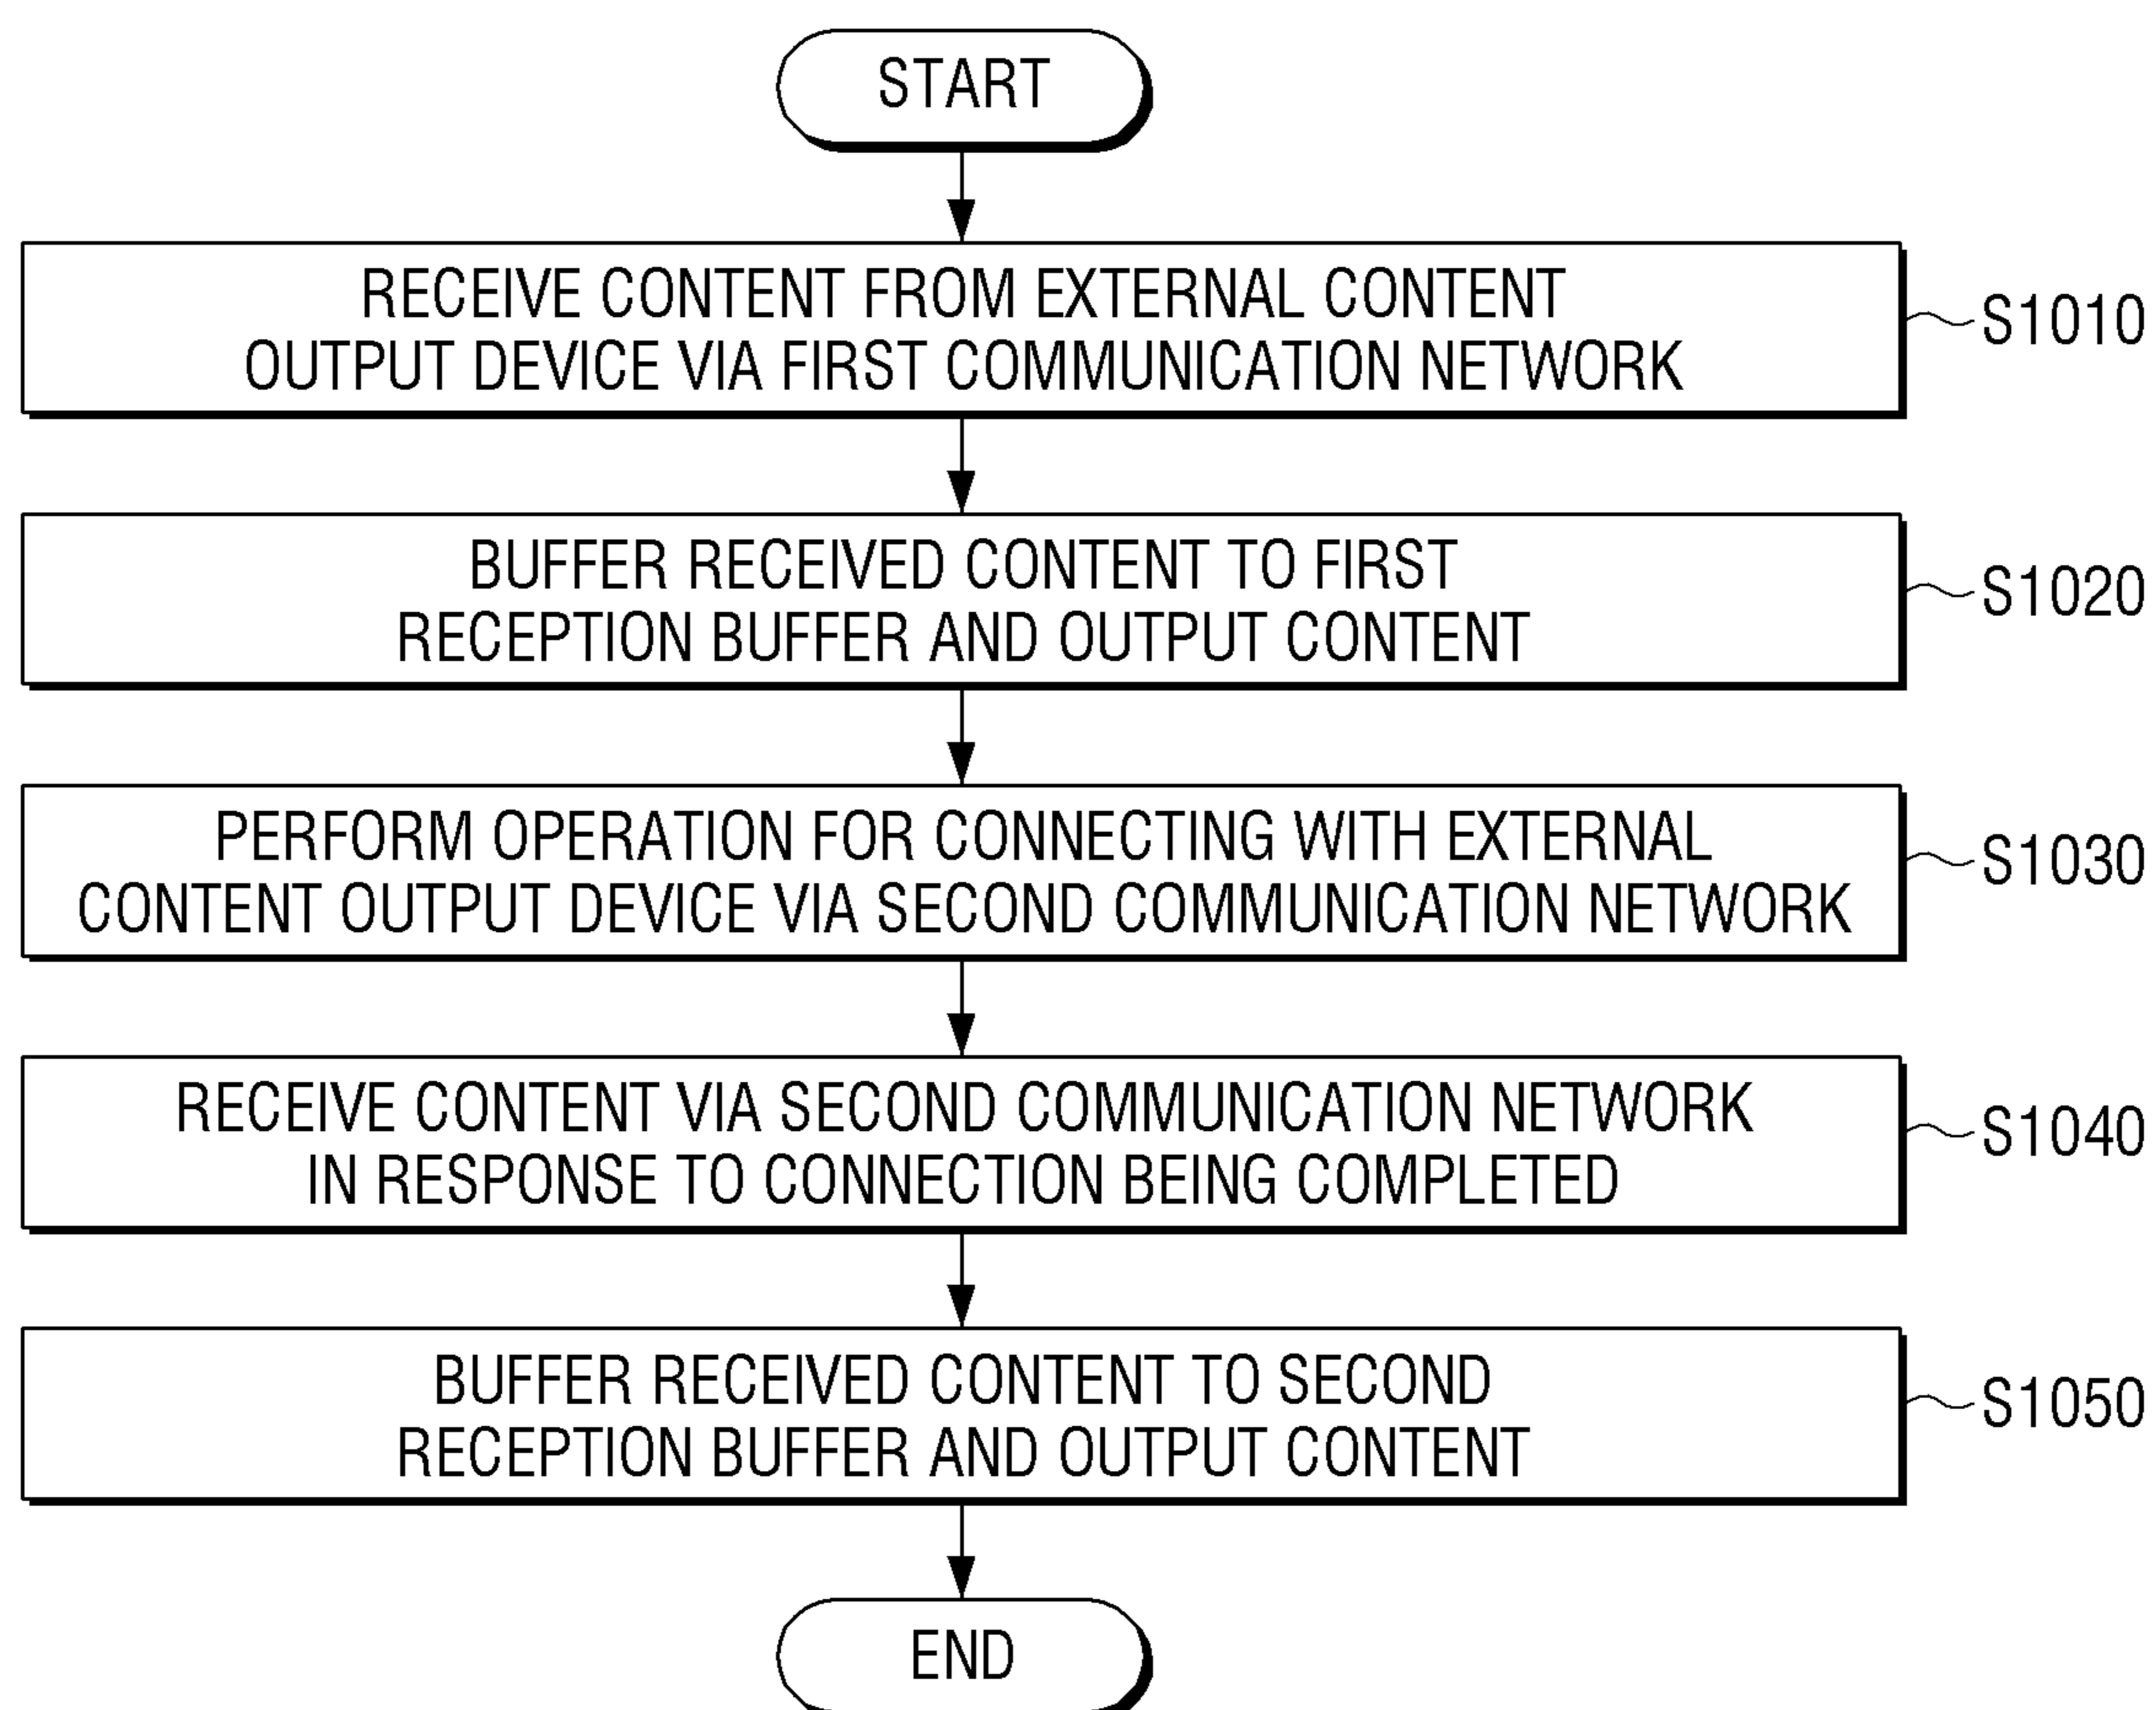 START
RECEIVE CONTENT FROM EXTERNAL CONTENT
OUTPUT DEVICE VIA FIRST COMMUNICATION NETWORK
S1010
BUFFER RECEIVED CONTENT TO FIRST
RECEPTION BUFFER AND OUTPUT CONTENT
S1020
PERFORM OPERATION FOR CONNECTING WITH EXTERNAL
CONTENT OUTPUT DEVICE VIA SECOND COMMUNICATION NETWORK
S1030
RECEIVE CONTENT VIA SECOND COMMUNICATION NETWORK
IN RESPONSE TO CONNECTION BEING COMPLETED
S1040
BUFFER RECEIVED CONTENT TO SECOND
RECEPTION BUFFER AND OUTPUT CONTENT
S1050
END